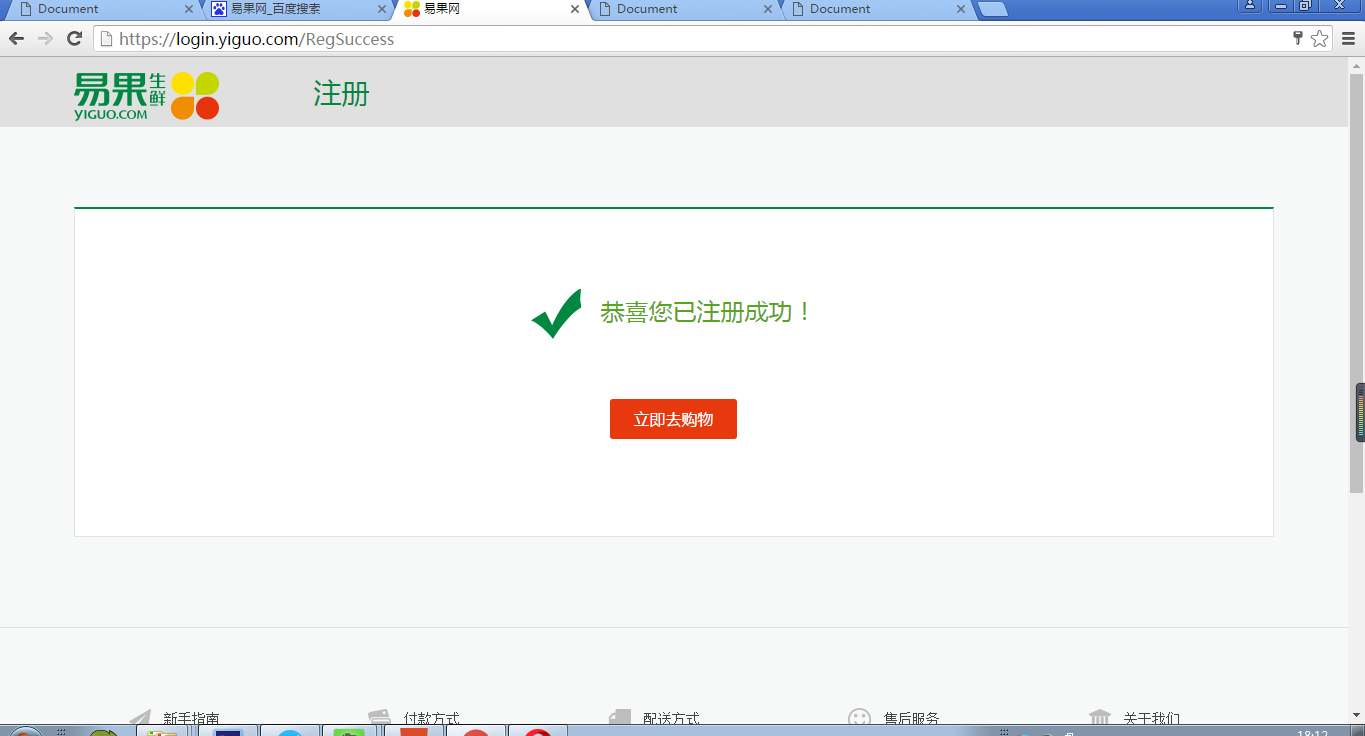 Document
易果网_百度搜索
易果网
Document
Document
https://login.yiguo.com/RegSuccess
易果生鲜
YIGUO.COM
注册
恭喜您已注册成功！
立即去购物
新手指南
付款方式
配送方式
售后服务
关于我们
18:12